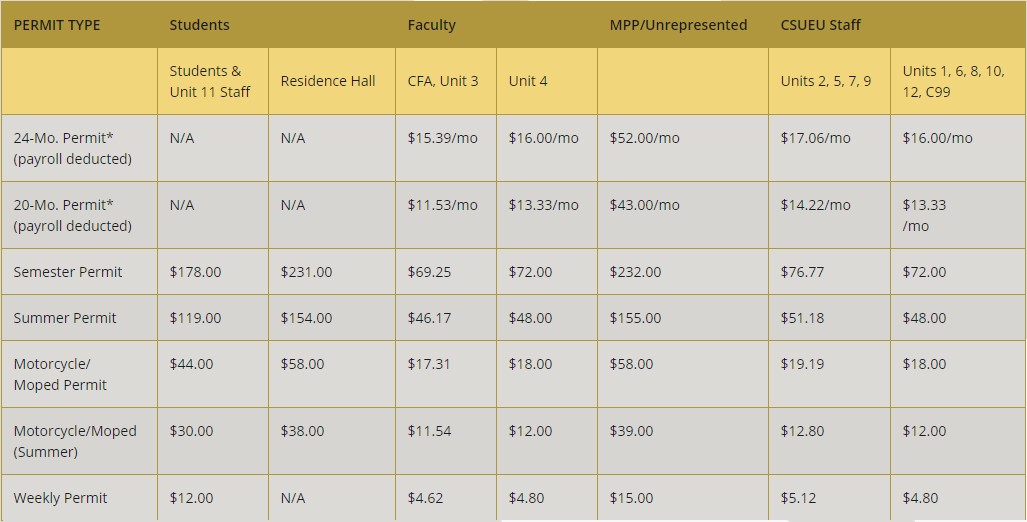 PERMIT TYPE Students Faculty MPP/Unrepresented CSUEU Staff
Students & Unit 11 Staff Residence Hall CFA, Unit 3 Unit 4 Units 2, 5, 7, 9 Units 1, 6, 8, 10, 12, C99
24-Mo. Permit* (payroll deducted) N/A N/A $15.39/mo $16.00/mo $52.00/mo $17.06/mo $16.00/mo
20-Mo. Permit* (payroll deducted) N/A N/A $11.53/mo $13.33/mo $43.00/mo $14.22/mo $13.33 /mo
Semester Permit $178.00 $231.00 $69.25 $72.00 $232.00 $76.77 $72.00
Summer Permit $119.00 $154.00 $46.17 $48.00 $155.00 $51.18 $48.00
Motorcycle/ Moped Permit $44.00 $58.00 $17.31 $18.00 $58.00 $19.19 $18.00
Motorcycle/Moped (Summer) $30.00 $38.00 $11.54 $12.00 $39.00 $12.80 $12.00
Weekly Permit $12.00 N/A $4.62 $4.80 $15.00 $5.12 $4.80